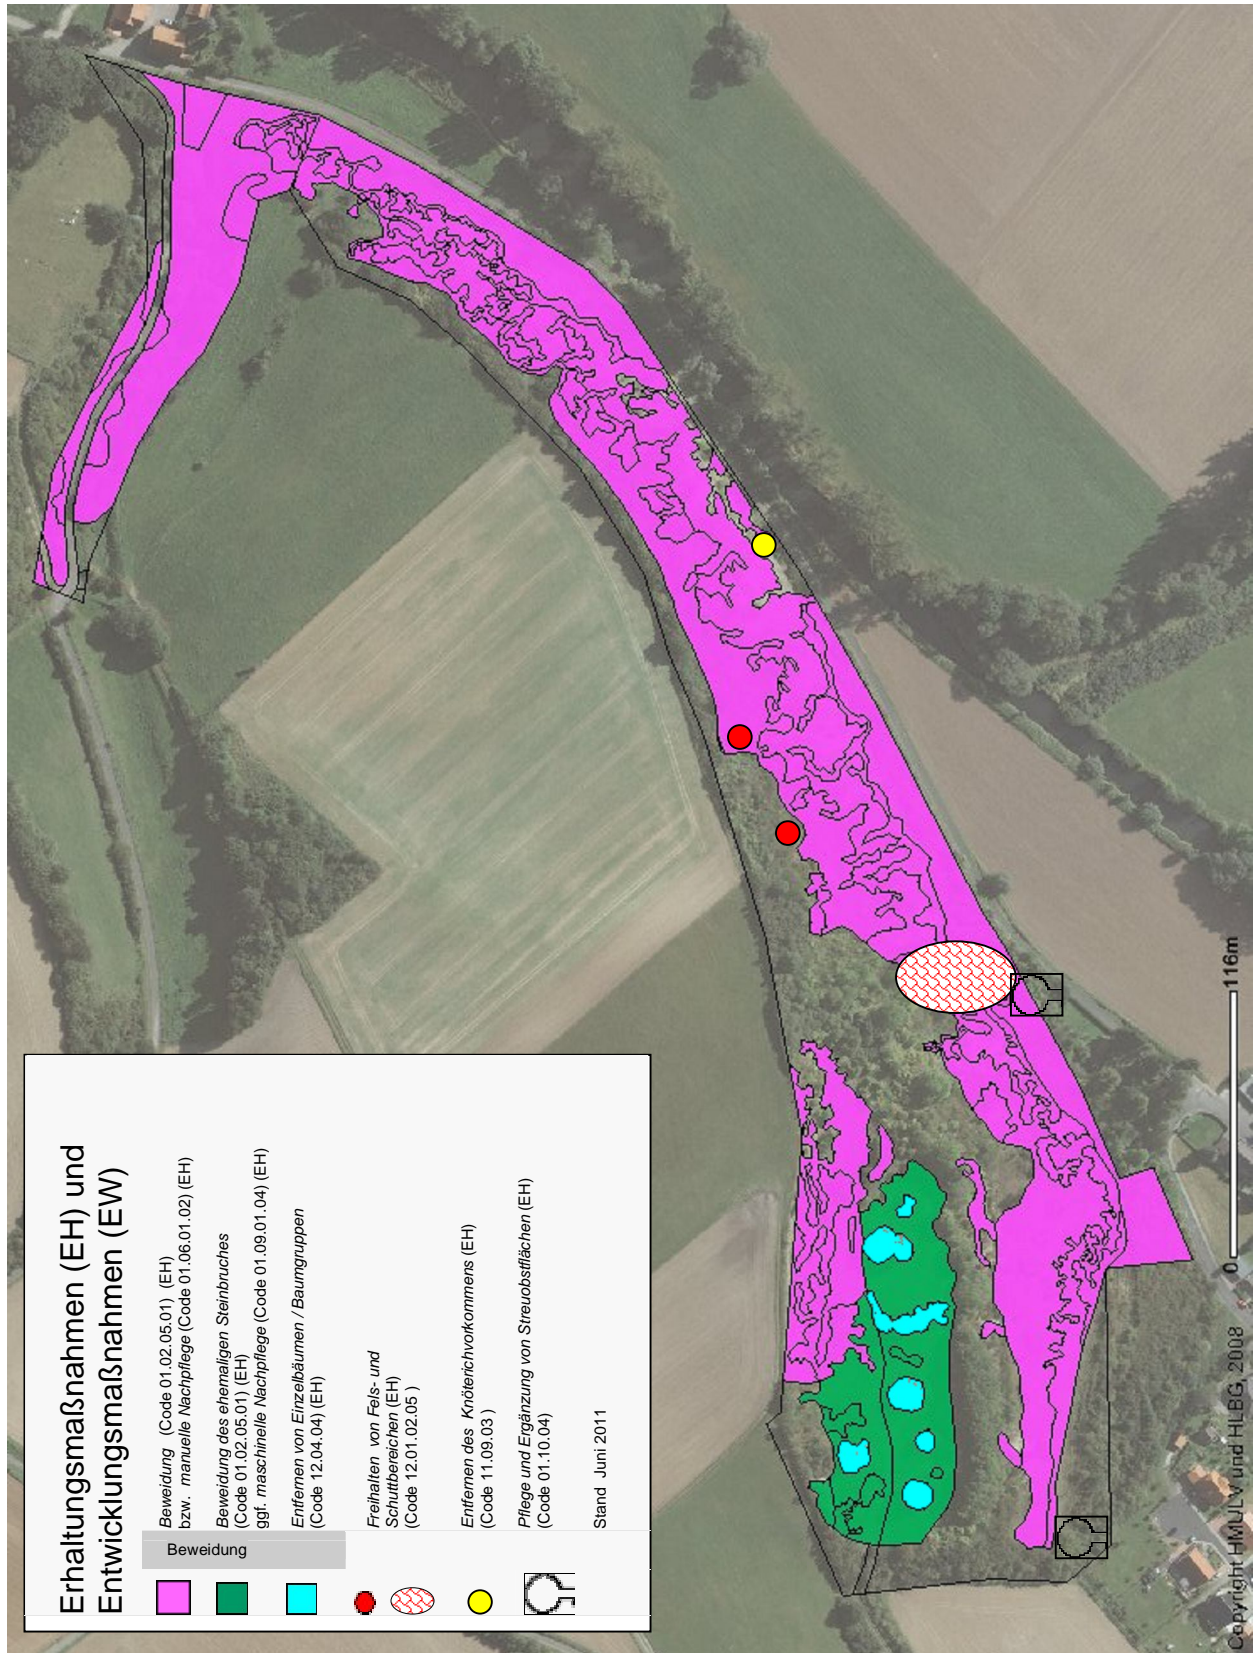 Erhaltungsmaßnahmen (EH) und
Entwicklungsmaßnahmen (EW)
Beweidung
Beweidung (Code 01.02.05.01) (EH)
bzw. manuelle Nachpflege (Code 01.06.01.02) (EH)
Beweidung des ehemaligen Steinbruches
(Code 01.02.05.01) (EH)
ggf. maschinelle Nachpflege (Code 01.09.01.04) (EH)
Entfernen von Einzelbäumen / Baumgruppen
(Code 12.04.04) (EH)
Freihalten von Fels- und
Schuttbereichen (EH)
(Code 12.01.02.05 )
Entfernen des Knöterichvorkommens (EH)
(Code 11.09.03 )
Pflege und Ergänzung von Streuobstflächen (EH)
(Code 01.10.04)
Stand Juni 2011
0 116m
Copyright HMULV und HLBG, 2008